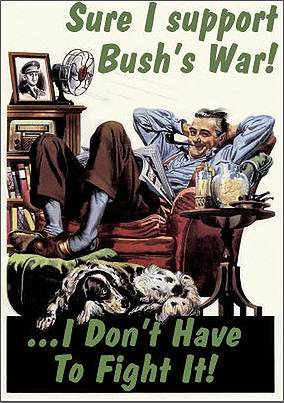 Sure I support
Bush's War!
...I Don't Have
To Fight It!